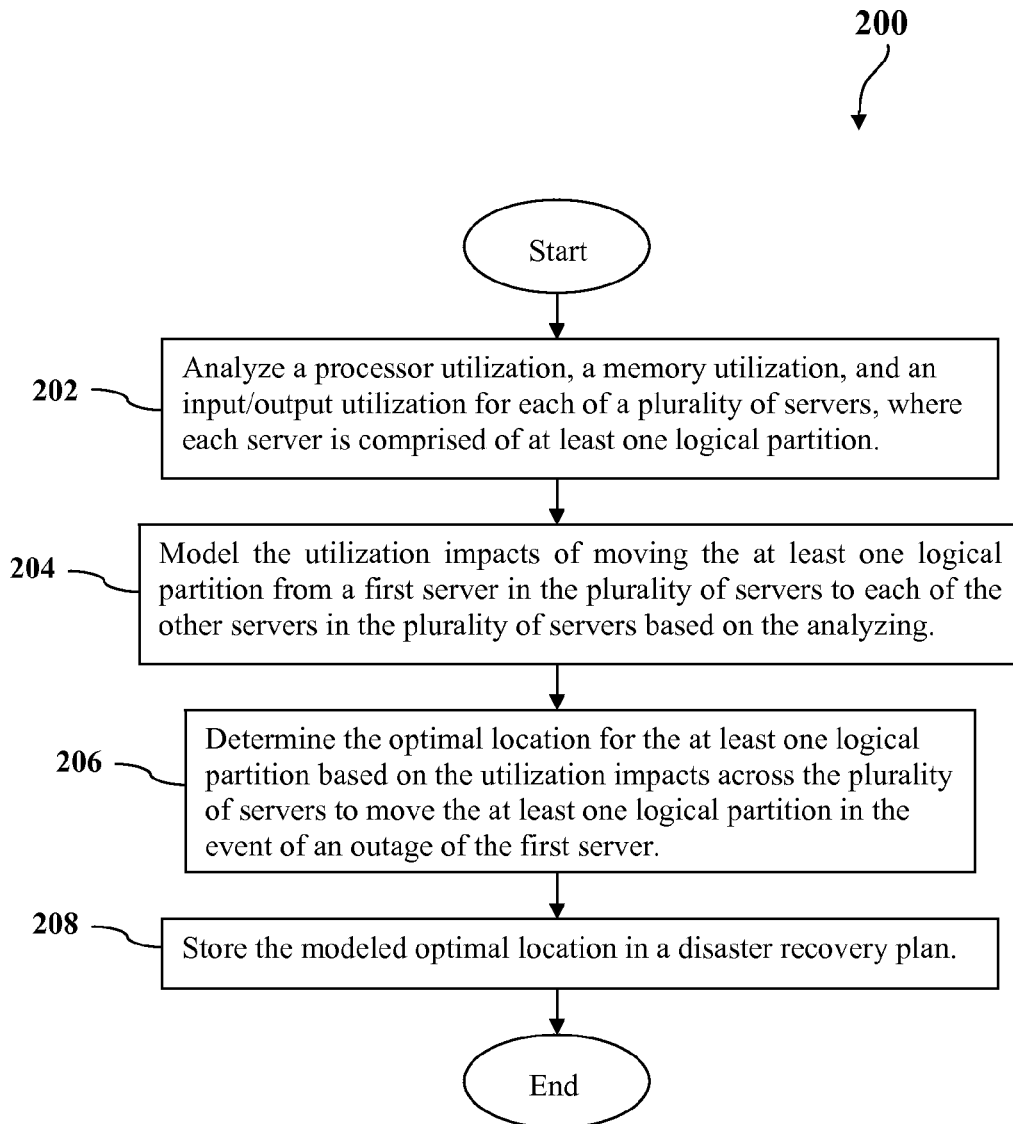 200
Start
202
Analyze a processor utilization, a memory utilization, and an
input/output utilization for each of a plurality of servers, where
each server is comprised of at least one logical partition.
204
Model the utilization impacts of moving the at least one logical
partition from a first server in the plurality of servers to each of the
other servers in the plurality of servers based on the analyzing.
206
Determine the optimal location for the at least one logical
partition based on the utilization impacts across the plurality
of servers to move the at least one logical partition in the
event of an outage of the first server.
208
Store the modeled optimal location in a disaster recovery plan.
End